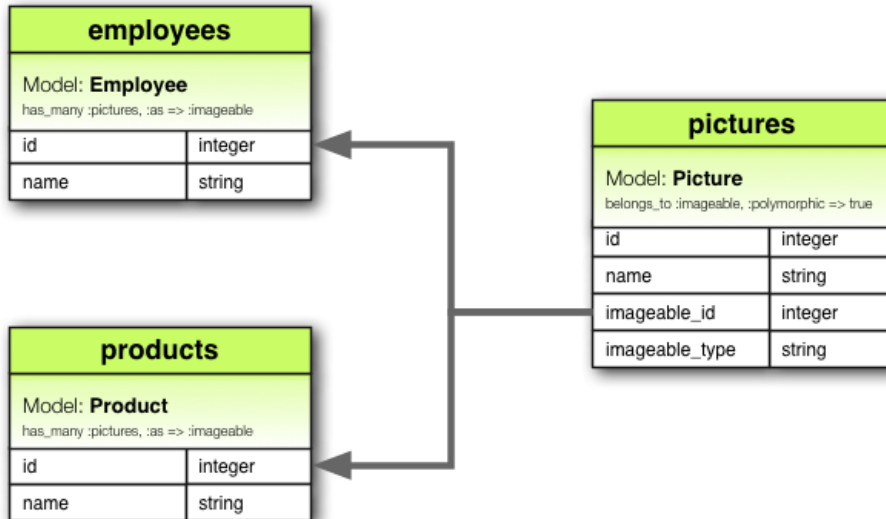 employees
Model: Employee
has_many :pictures, :as => :imageable
id integer
name string
pictures
Model: Picture
belongs_to :imageable, :polymorphic => true
id integer
name string
imageable_id integer
imageable_type string
products
Model: Product
has_many :pictures, :as => :imageable
id integer
name string